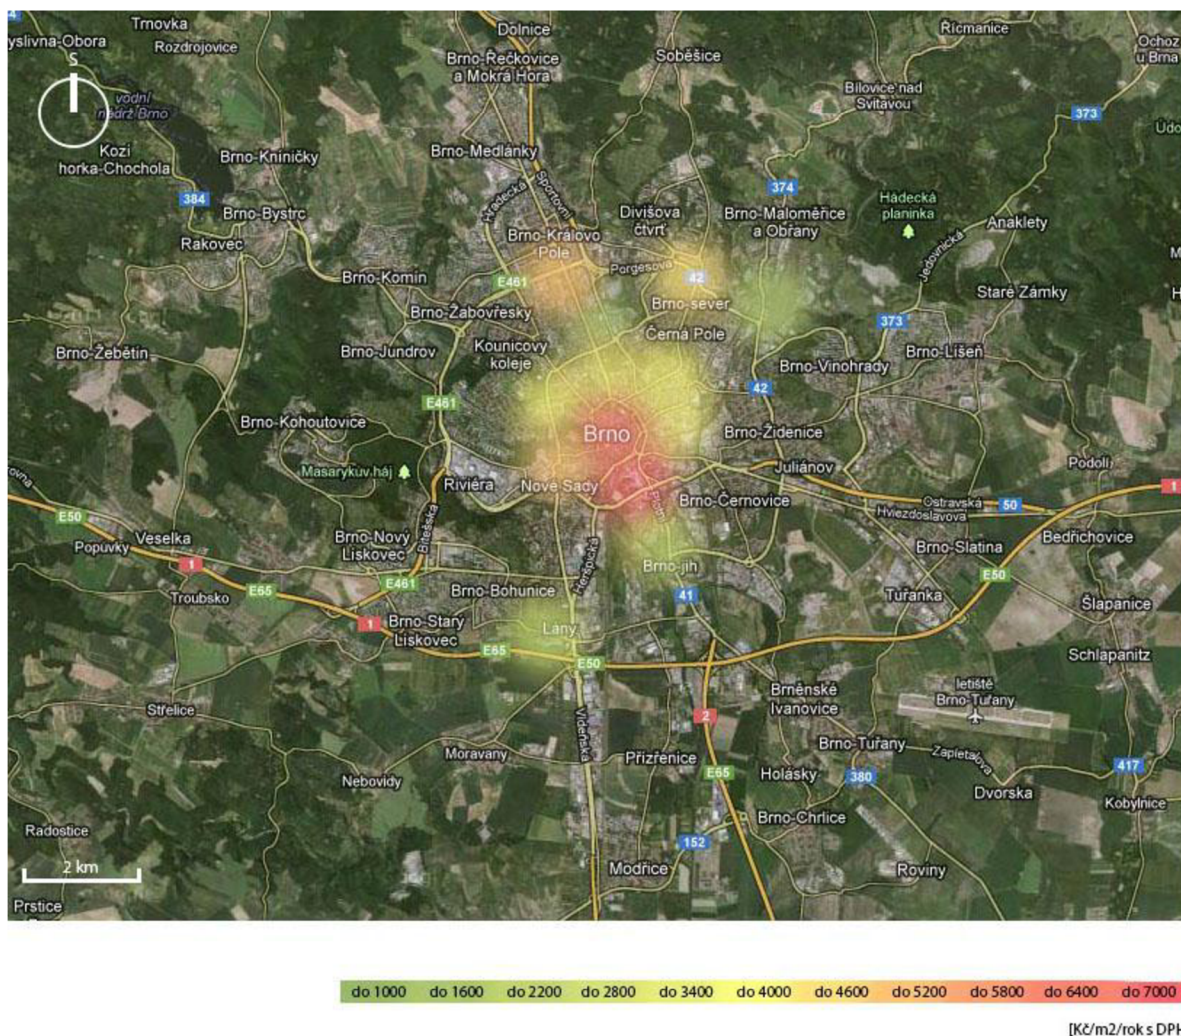 Trnovka
Dolnice
Řícmanice
yslivna-Obora
Rozdrojovice
Ochoz
u Brna
Brno-Řečkovice
a Mokrá Hora
Soběšice
S
Bílovice nad
Svitavou
vodní
nádrž Brno
373
Údo
Kozí
horka-Chochola
Brno-Kníničky
Brno-Medlánky
384
Hradecká
Sportovní
374
Hádecká
planinka
Brno-Bystrc
Divišova
čtvrť
Brno-Maloměřice
a Obřany
Anaklety
Rakovec
Brno-Královo
Pole
Jedovnická
M
Porgesova
Brno-Komín
E461
42
Staré Zámky
H
Brno-sever
Brno-Žabovřesky
373
Černá Pole
Brno-Žebětín
Brno-Jundrov
Kounicovy
koleje
Brno-Líšeň
Brno-Vinohrady
42
E461
Brno-Kohoutovice
Brno
Brno-Židenice
Masarykův háj
Juliánov
Podolí
ovna
Riviéra
Nové Sady
1
Brno-Černovice
Plotní
Ostravská
50
Hviezdoslavova
E50
Veselka
Popůvky
Brno-Nový
Lískovec
Bítešská
Heršpická
Bedřichovice
Brno-Slatina
1
Brno-jih
E50
E461
E65
Brno-Bohunice
41
Tuřanka
Troubsko
Šlapanice
1
Brno-Starý
Lískovec
Lány
E65
E50
Schlapanitz
Střelice
Brněnské
Ivanovice
letiště
Brno-Tuřany
2
Vídeňská
Moravany
Brno-Tuřany
Přízřenice
Zapletalova
Nebovidy
E65
Holásky
380
417
Dvorska
Kobylnice
Radostice
Brno-Chrlice
152
2 km
Modřice
Roviny
Prštice
do 1000 do 1600 do 2200 do 2800 do 3400 do 4000 do 4600 do 5200 do 5800 do 6400 do 7000
[Kč/m2/rok s DPH